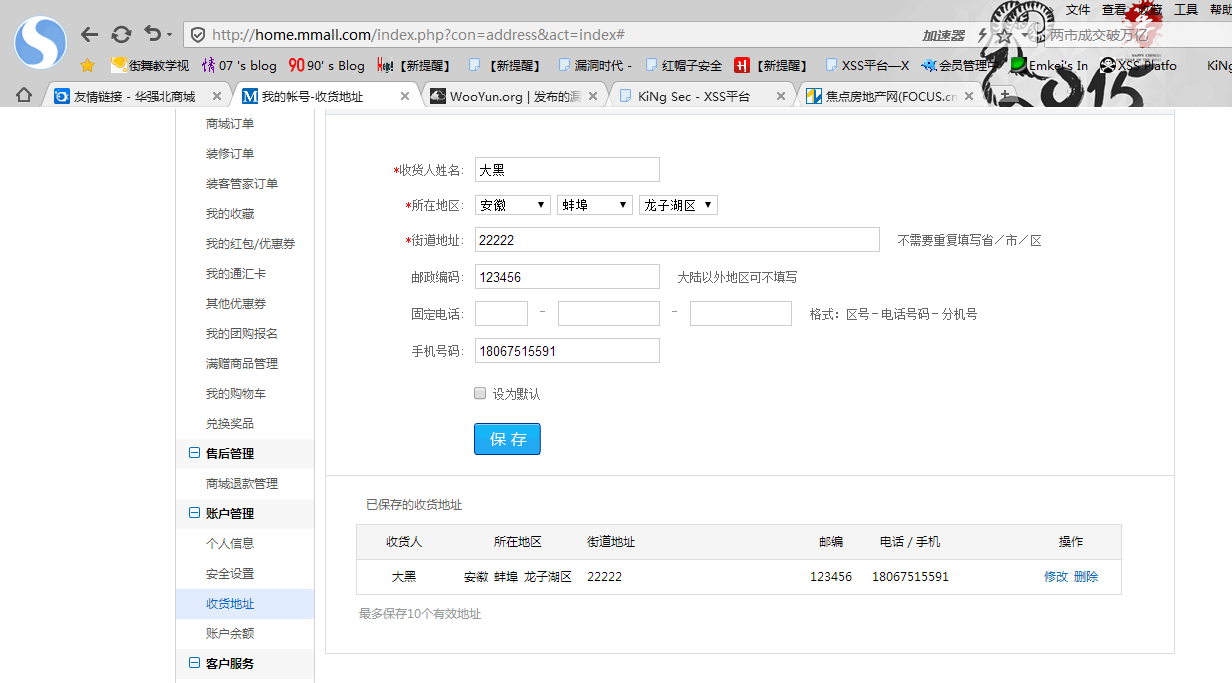 文件 查看 收藏 工具 帮助
http://home.mmall.com/index.php?con=address&act=index# 加速器 两市成交破万亿
街舞教学视 07 's blog 90' s Blog 【新提醒】 【新提醒】 漏洞时代 - 红帽子安全 【新提醒】 XSS平台—X 会员管理中 Emkei's In XSS Platfo KiN
友情链接 - 华强北商城 我的帐号-收货地址 WooYun.org | 发布的漏 KiNg Sec - XSS平台 焦点房地产网(FOCUS.cn
2015
商城订单
装修订单
装客管家订单
我的收藏
我的红包/优惠券
我的通汇卡
其他优惠券
我的团购报名
满赠商品管理
我的购物车
兑换奖品
售后管理
商城退款管理
账户管理
个人信息
安全设置
收货地址
账户余额
客户服务
*收货人姓名: 大黑
*所在地区: 安徽 蚌埠 龙子湖区
*街道地址: 22222 不需要重复填写省／市／区
邮政编码: 123456 大陆以外地区可不填写
固定电话: - - 格式：区号－电话号码－分机号
手机号码: 18067515591
设为默认
保 存
已保存的收货地址
收货人 所在地区 街道地址 邮编 电话 / 手机 操作
大黑 安徽 蚌埠 龙子湖区 22222 123456 18067515591 修改 删除
最多保存10个有效地址